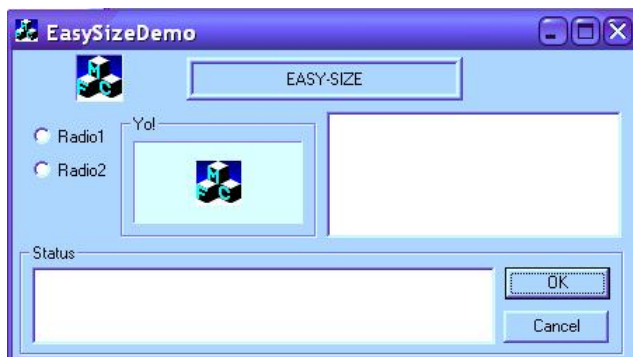 EasySizeDemo
M
F C
EASY-SIZE
Radio1
Yo!
Radio2
M
F C
Status
OK
Cancel